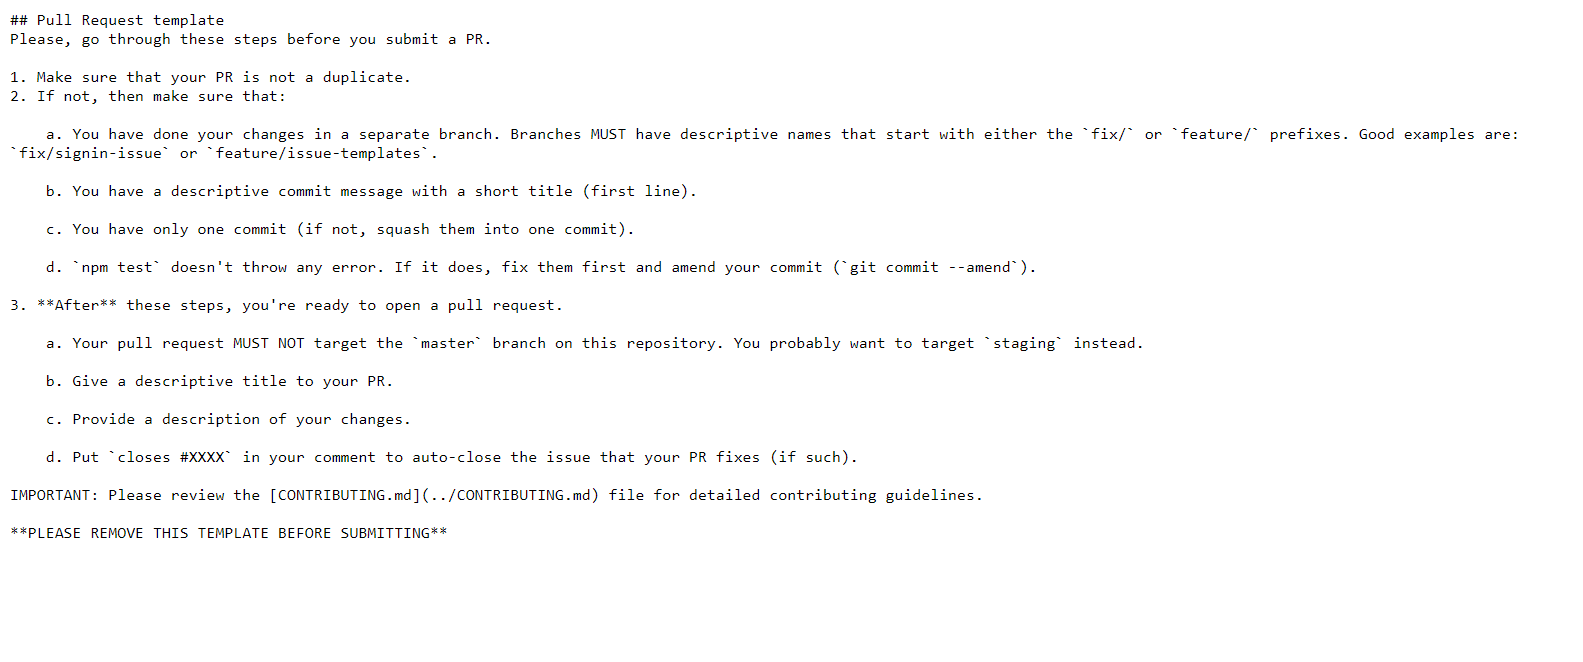 ## Pull Request template
Please, go through these steps before you submit a PR.
1. Make sure that your PR is not a duplicate.
2. If not, then make sure that:
a. You have done your changes in a separate branch. Branches MUST have descriptive names that start with either the `fix/` or `feature/` prefixes. Good examples are:
`fix/signin-issue` or `feature/issue-templates`.
b. You have a descriptive commit message with a short title (first line).
c. You have only one commit (if not, squash them into one commit).
d. `npm test` doesn't throw any error. If it does, fix them first and amend your commit (`git commit --amend`).
3. **After** these steps, you're ready to open a pull request.
a. Your pull request MUST NOT target the `master` branch on this repository. You probably want to target `staging` instead.
b. Give a descriptive title to your PR.
c. Provide a description of your changes.
d. Put `closes #XXXX` in your comment to auto-close the issue that your PR fixes (if such).
IMPORTANT: Please review the [CONTRIBUTING.md](../CONTRIBUTING.md) file for detailed contributing guidelines.
**PLEASE REMOVE THIS TEMPLATE BEFORE SUBMITTING**